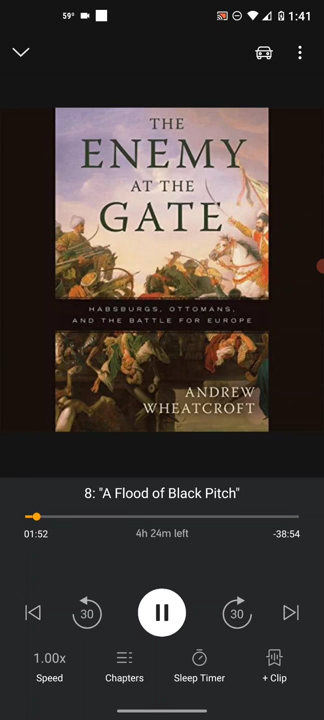 59°
1:41
THE
ENEMY
AT THE
GATE
HABSBURGS, OTTOMANS,
AND THE BATTLE FOR EUROPE
ANDREW
WHEATCROFT
8: "A Flood of Black Pitch"
01:52
4h 24m left
-38:54
30
30
1.00x
Speed
Chapters
Sleep Timer
+ Clip